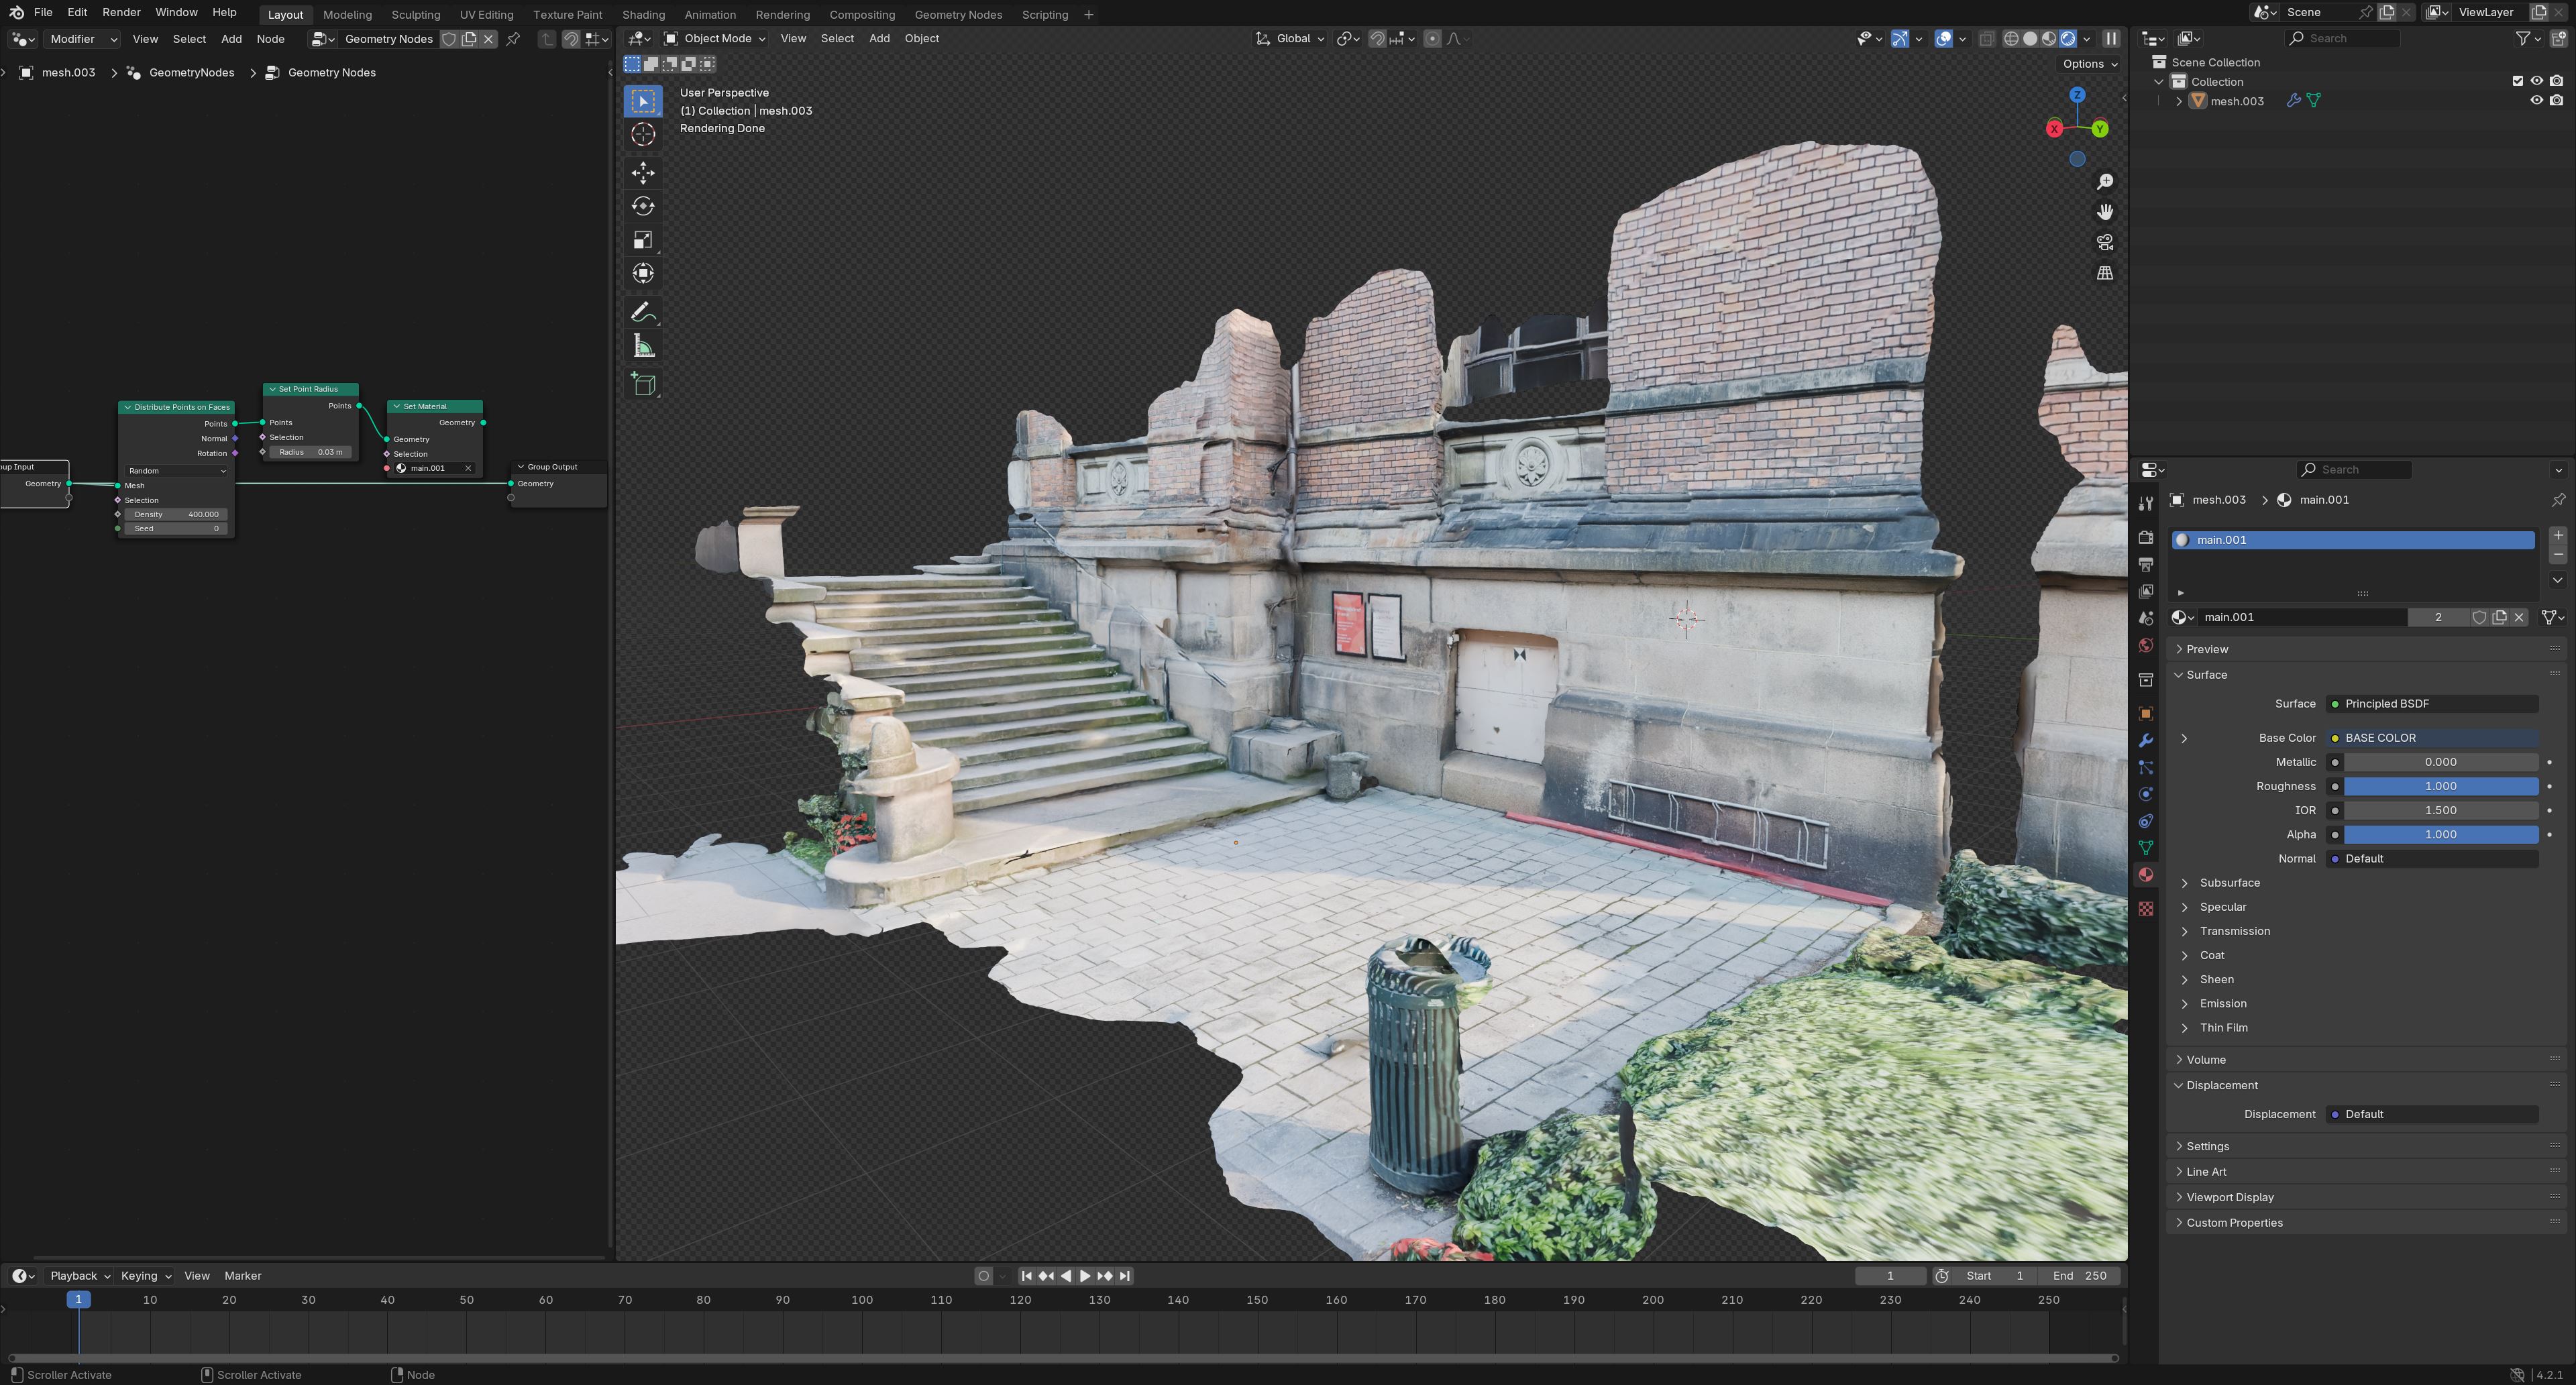 File Edit Render Window Help
Layout Modeling Sculpting UV Editing Texture Paint Shading Animation Rendering Compositing Geometry Nodes Scripting +
Scene
ViewLayer
Modifier View Select Add Node Geometry Nodes
mesh.003 > GeometryNodes > Geometry Nodes
Object Mode View Select Add Object
Global
Options
User Perspective
(1) Collection | mesh.003
Rendering Done
Z
X
Y
Search
Scene Collection
Collection
mesh.003
Set Point Radius
Points
Points
Selection
Radius 0.03 m
Distribute Points on Faces
Points
Normal
Rotation
Random
Mesh
Selection
Density 400.000
Seed 0
Set Material
Geometry
Geometry
Selection
main.001
up Input
Geometry
Group Output
Geometry
Search
mesh.003 > main.001
main.001
main.001 2
Preview
Surface
Surface Principled BSDF
Base Color BASE COLOR
Metallic 0.000
Roughness 1.000
IOR 1.500
Alpha 1.000
Normal Default
Subsurface
Specular
Transmission
Coat
Sheen
Emission
Thin Film
Volume
Displacement
Displacement Default
Settings
Line Art
Viewport Display
Custom Properties
Playback Keying View Marker
1 Start 1 End 250
1 10 20 30 40 50 60 70 80 90 100 110 120 130 140 150 160 170 180 190 200 210 220 230 240 250
Scroller Activate Scroller Activate Node
4.2.1